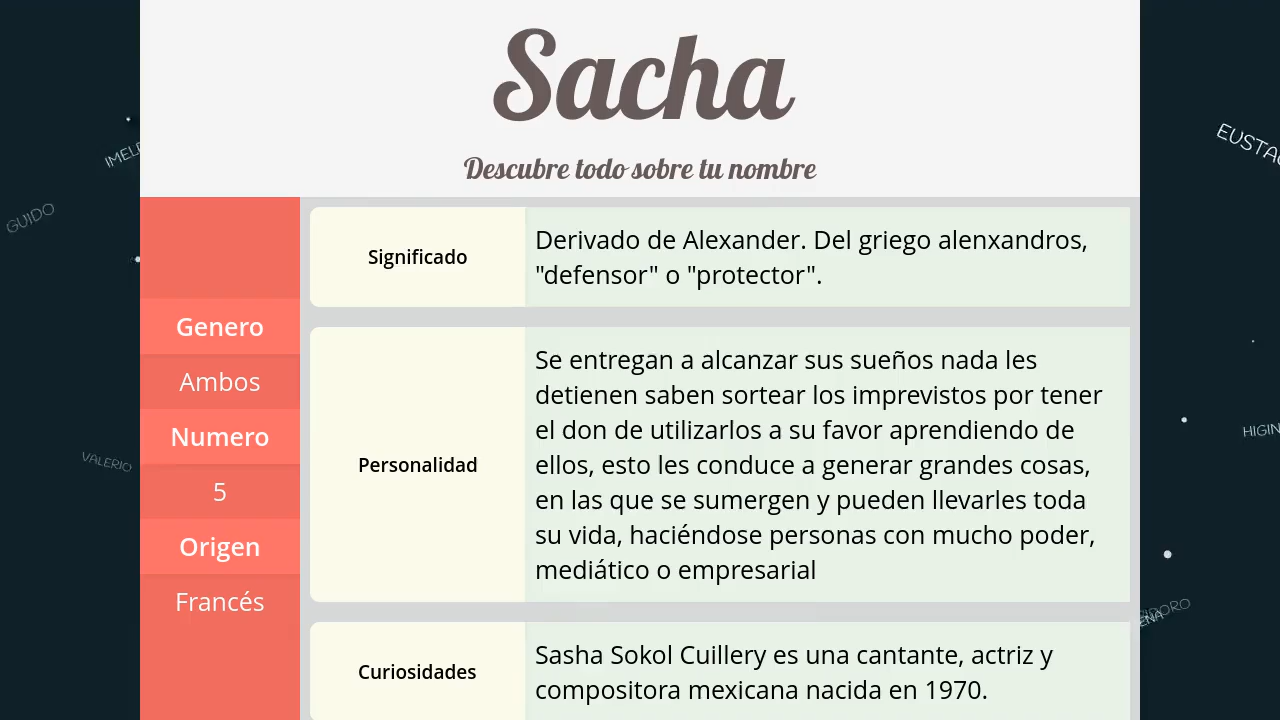 Sacha
Descubre todo sobre tu nombre
Genero
Ambos
Numero
5
Origen
Francés
Significado
Derivado de Alexander. Del griego alenxandros,
"defensor" o "protector".
Personalidad
Se entregan a alcanzar sus sueños nada les
detienen saben sortear los imprevistos por tener
el don de utilizarlos a su favor aprendiendo de
ellos, esto les conduce a generar grandes cosas,
en las que se sumergen y pueden llevarles toda
su vida, haciéndose personas con mucho poder,
mediático o empresarial
Curiosidades
Sasha Sokol Cuillery es una cantante, actriz y
compositora mexicana nacida en 1970.
GUIDO
VALERIO